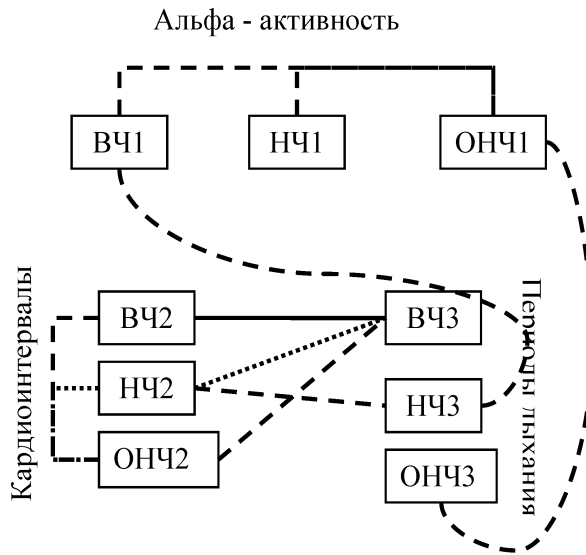 Альфа - активность
ВЧ1
НЧ1
ОНЧ1
Кардиоинтервалы
ВЧ2
ВЧ3
НЧ2
НЧ3
ОНЧ2
ОНЧ3
Периоды дыхания